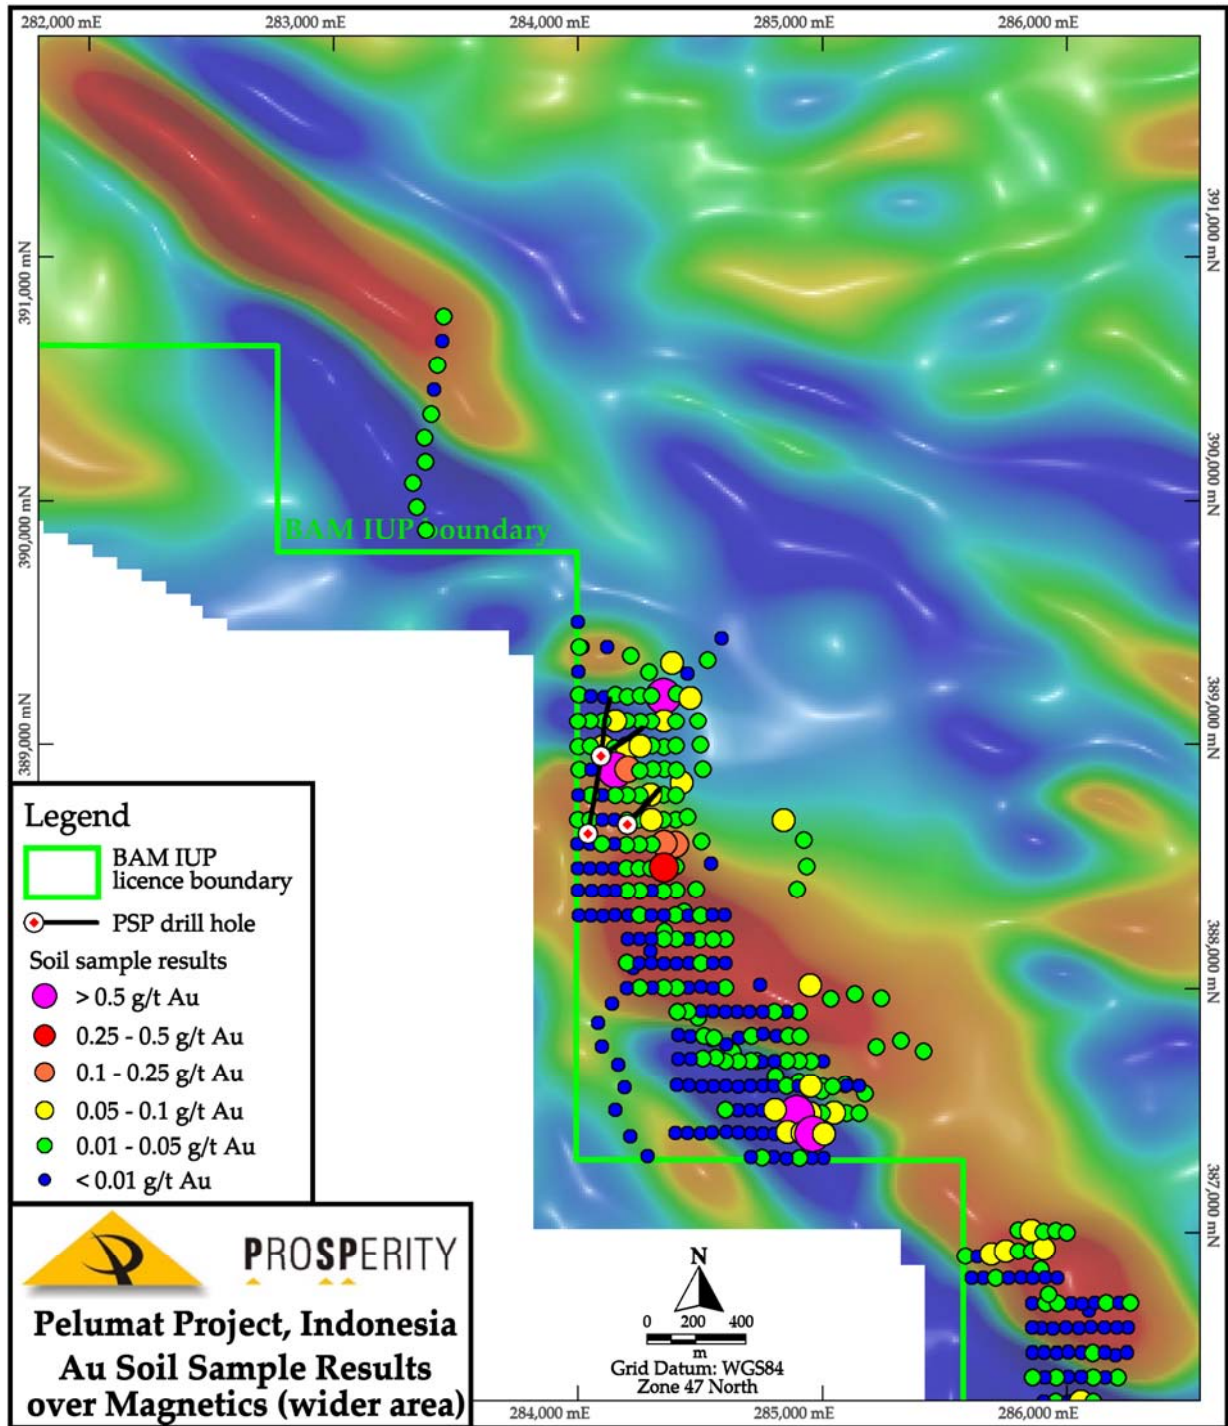 282,000 mE
283,000 mE
284,000 mE
285,000 mE
286,000 mE
391,000 mN
391,000 mN
390,000 mN
390,000 mN
BAM IUP boundary
389,000 mN
389,000 mN
388,000 mN
387,000 mN
Legend
BAM IUP
licence boundary
PSP drill hole
Soil sample results
> 0.5 g/t Au
0.25 - 0.5 g/t Au
0.1 - 0.25 g/t Au
0.05 - 0.1 g/t Au
0.01 - 0.05 g/t Au
< 0.01 g/t Au
PROSPERITY
Pelumat Project, Indonesia
Au Soil Sample Results
over Magnetics (wider area)
N
0 200 400
m
Grid Datum: WGS84
Zone 47 North
284,000 mE
285,000 mE
286,000 mE